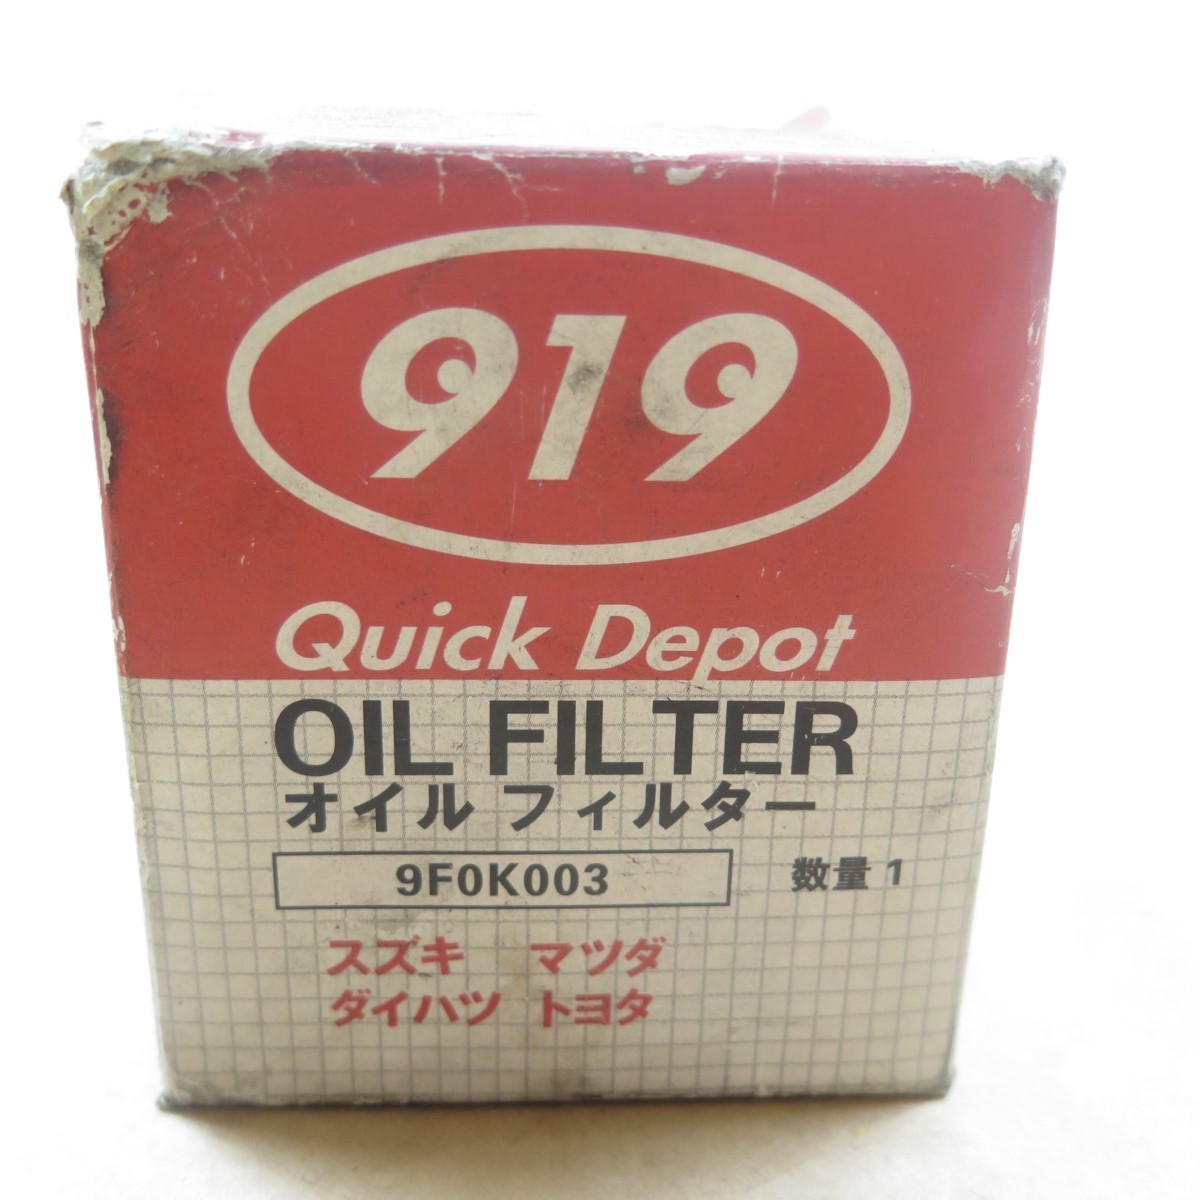 919
Quick Depot
OIL FILTER
オイル フィルター
9F0K003 数量 1
スズキ マツダ
ダイハツ トヨタ